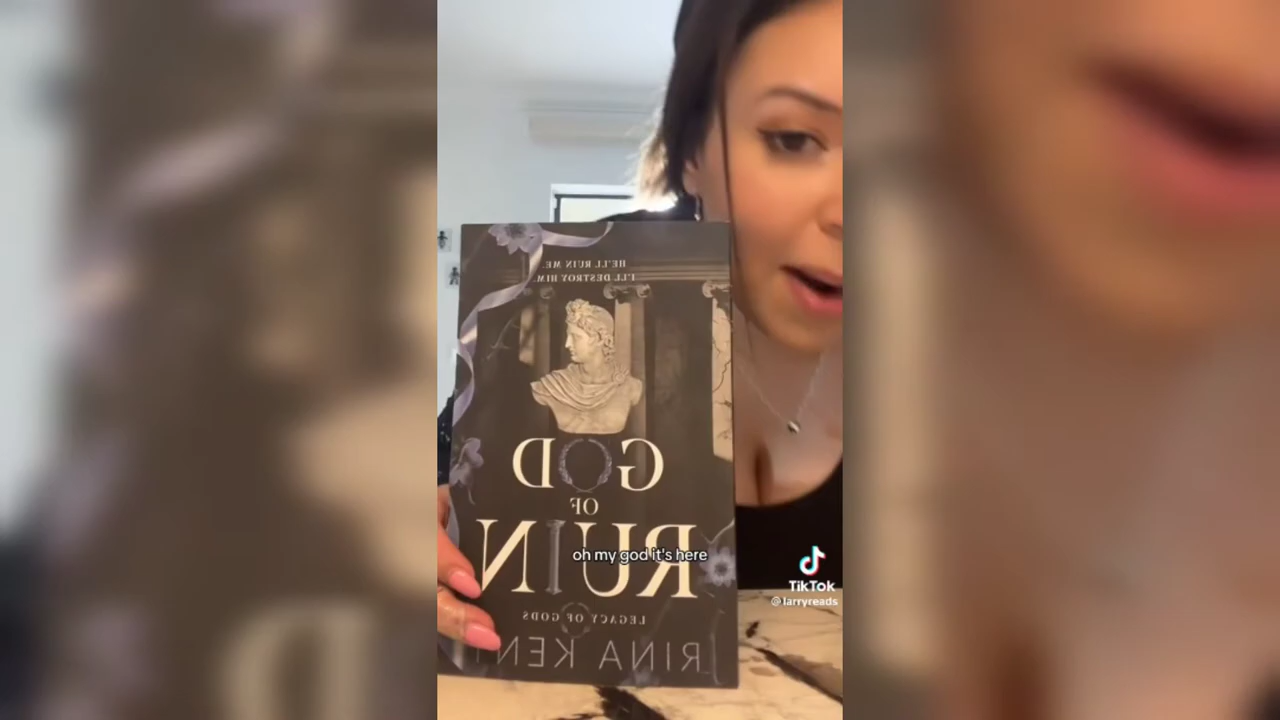 HE'LL RUIN ME.
I'LL DESTROY HIM.
GOD
OF
RUIN
oh my god it's here
LEGACY OF GODS
RINA KENT
TikTok
@larryreads